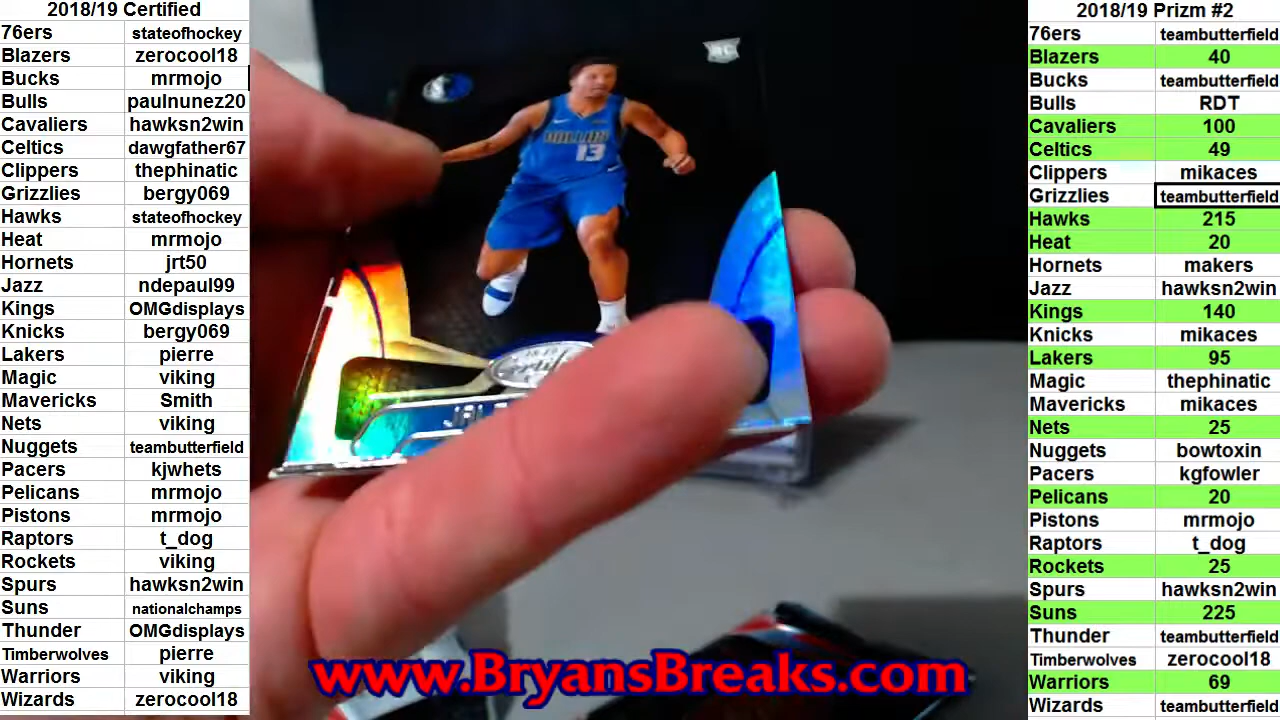 2018/19 Certified
76ers stateofhockey
Blazers zerocool18
Bucks mrmojo
Bulls paulnunez20
Cavaliers hawksn2win
Celtics dawgfather67
Clippers thephinatic
Grizzlies bergy069
Hawks stateofhockey
Heat mrmojo
Hornets jrt50
Jazz ndepaul99
Kings OMGdisplays
Knicks bergy069
Lakers pierre
Magic viking
Mavericks Smith
Nets viking
Nuggets teambutterfield
Pacers kjwhets
Pelicans mrmojo
Pistons mrmojo
Raptors t_dog
Rockets viking
Spurs hawksn2win
Suns nationalchamps
Thunder OMGdisplays
Timberwolves pierre
Warriors viking
Wizards zerocool18
RC
DALLAS
13
www.BryansBreaks.com
2018/19 Prizm #2
76ers teambutterfield
Blazers 40
Bucks teambutterfield
Bulls RDT
Cavaliers 100
Celtics 49
Clippers mikaces
Grizzlies teambutterfield
Hawks 215
Heat 20
Hornets makers
Jazz hawksn2win
Kings 140
Knicks mikaces
Lakers 95
Magic thephinatic
Mavericks mikaces
Nets 25
Nuggets bowtoxin
Pacers kgfowler
Pelicans 20
Pistons mrmojo
Raptors t_dog
Rockets 25
Spurs hawksn2win
Suns 225
Thunder teambutterfield
Timberwolves zerocool18
Warriors 69
Wizards teambutterfield